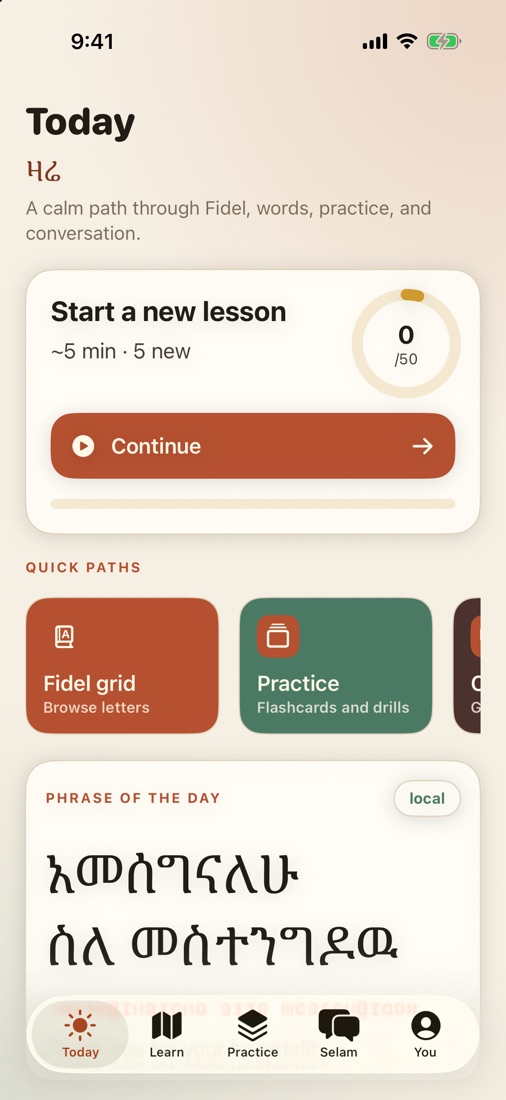 9:41
Today
ዛሬ
A calm path through Fidel, words, practice, and
conversation.
Start a new lesson
~5 min · 5 new
0
/50
Continue
QUICK PATHS
Fidel grid
Browse letters
Practice
Flashcards and drills
PHRASE OF THE DAY
local
አመሰግናለሁ
ስለ መስተንግዶዉ
Today
Learn
Practice
Selam
You